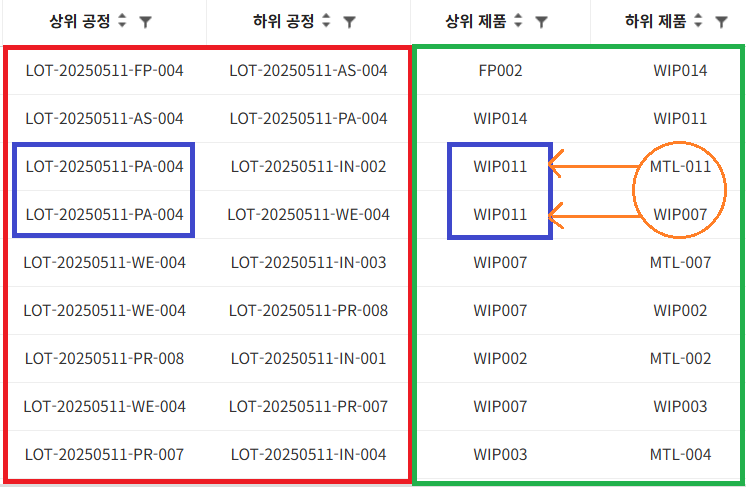 상위 공정 하위 공정 상위 제품 하위 제품
LOT-20250511-FP-004 LOT-20250511-AS-004 FP002 WIP014
LOT-20250511-AS-004 LOT-20250511-PA-004 WIP014 WIP011
LOT-20250511-PA-004 LOT-20250511-IN-002 WIP011 MTL-011
LOT-20250511-PA-004 LOT-20250511-WE-004 WIP011 WIP007
LOT-20250511-WE-004 LOT-20250511-IN-003 WIP007 MTL-007
LOT-20250511-WE-004 LOT-20250511-PR-008 WIP007 WIP002
LOT-20250511-PR-008 LOT-20250511-IN-001 WIP002 MTL-002
LOT-20250511-WE-004 LOT-20250511-PR-007 WIP007 WIP003
LOT-20250511-PR-007 LOT-20250511-IN-004 WIP003 MTL-004